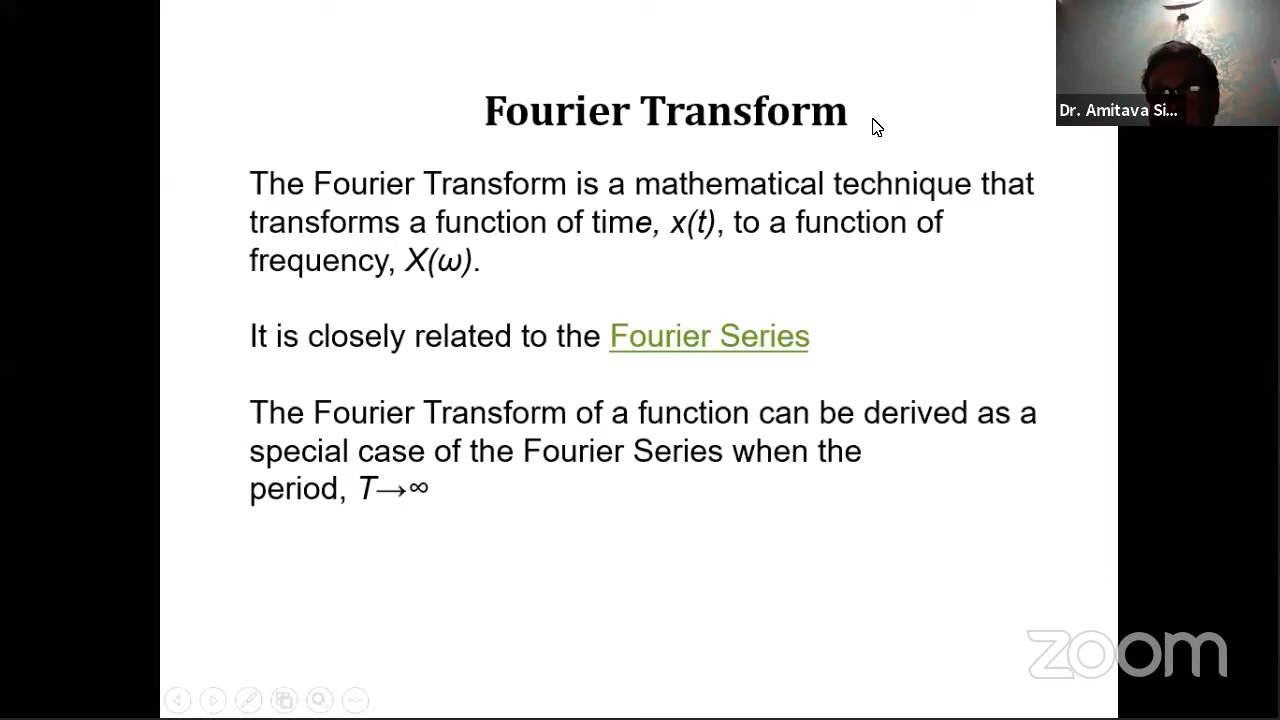 Fourier Transform
Dr. Amitava Si...
The Fourier Transform is a mathematical technique that
transforms a function of time, x(t), to a function of
frequency, X(ω).
It is closely related to the Fourier Series
The Fourier Transform of a function can be derived as a
special case of the Fourier Series when the
period, T→∞
zoom